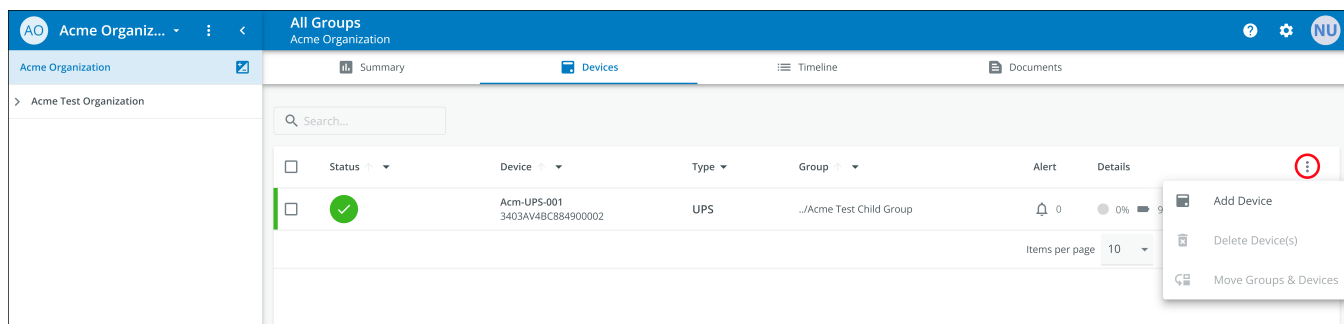 AO Acme Organiz...
All Groups
Acme Organization
NU
Acme Organization
Summary Devices Timeline Documents
Acme Test Organization
Search...
Status Device Type Group Alert Details
Acm-UPS-001
3403AV4BC884900002
UPS ../Acme Test Child Group 0 0% 9
Add Device
Items per page 10
Delete Device(s)
Move Groups & Devices